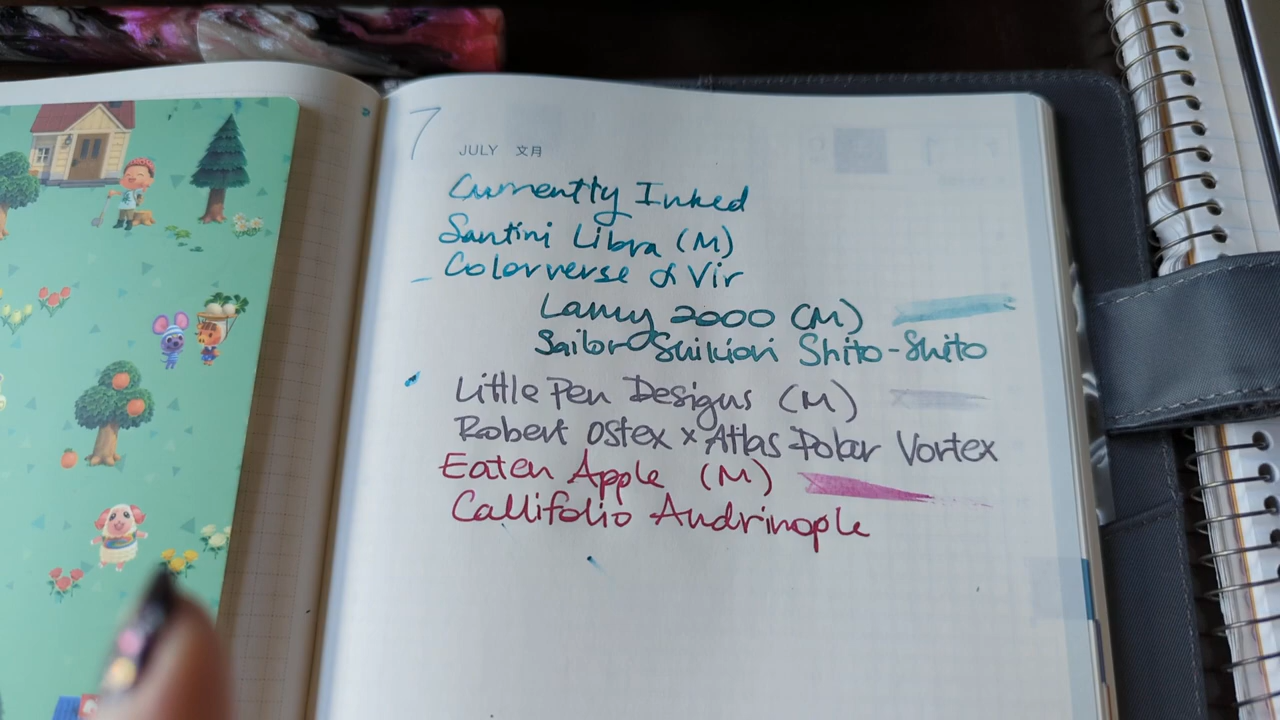 7
JULY 文月
Currently Inked
Santini Libra (M)
Colorverse α Vir
Lamy 2000 (M)
Sailor Shikiori Shito-Shito
Little Pen Designs (M)
Robert Oster x Atlas Polar Vortex
Eaten Apple (M)
Callifolio Andrinople